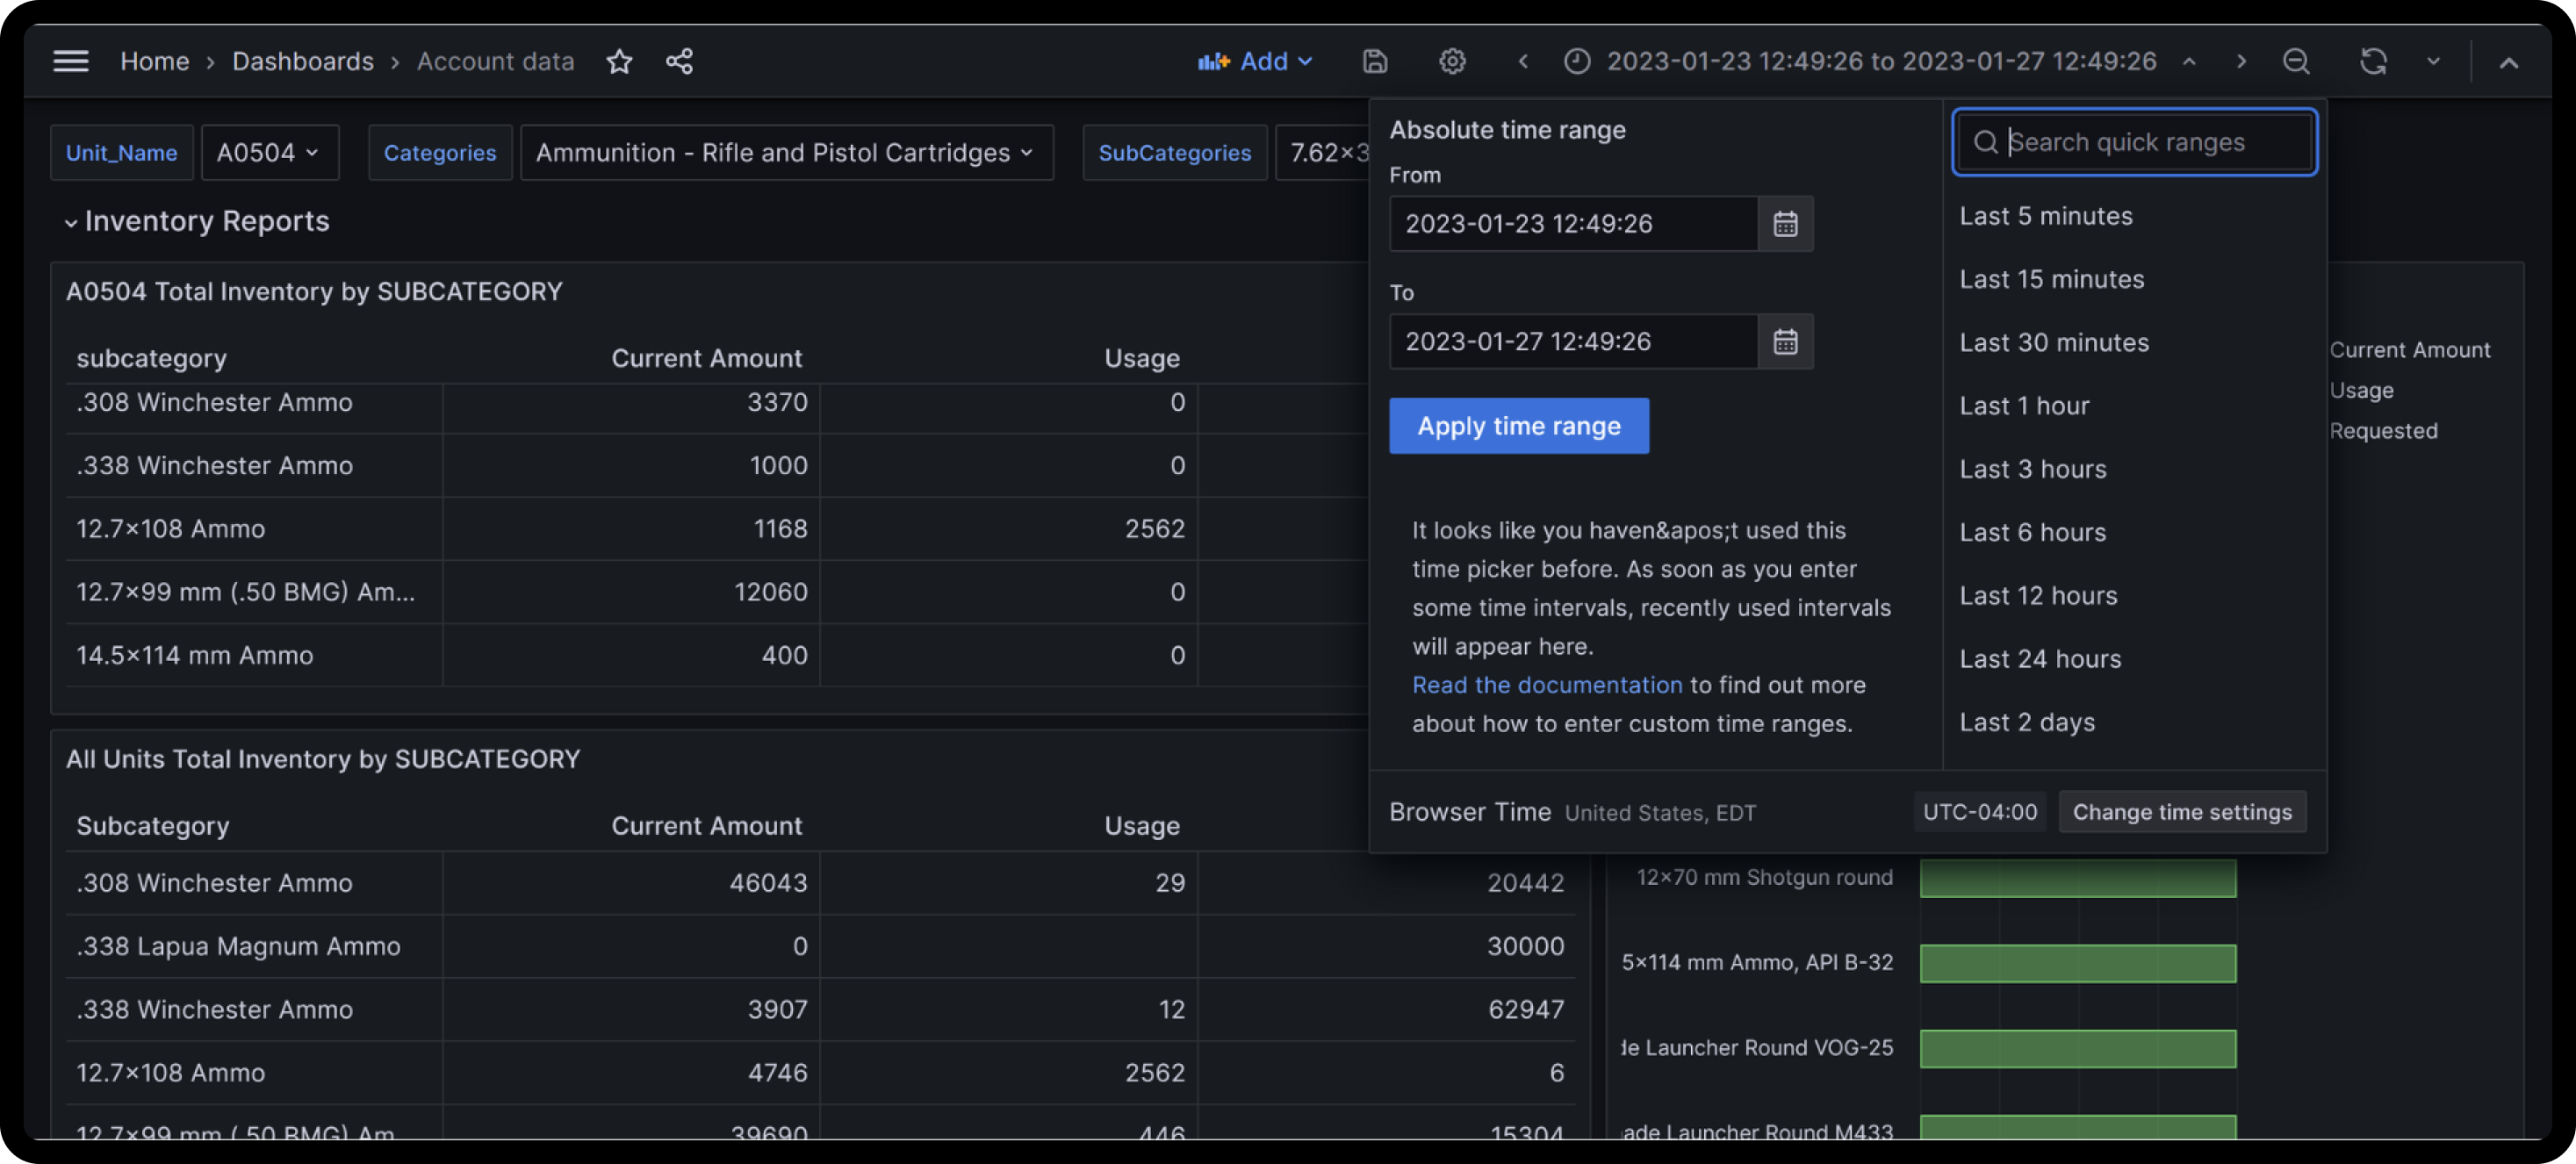 Home › Dashboards › Account data
Add
2023-01-23 12:49:26 to 2023-01-27 12:49:26
Unit_Name A0504 Categories Ammunition - Rifle and Pistol Cartridges SubCategories 7.62×3
Inventory Reports
A0504 Total Inventory by SUBCATEGORY
subcategory Current Amount Usage
.308 Winchester Ammo 3370 0
.338 Winchester Ammo 1000 0
12.7×108 Ammo 1168 2562
12.7×99 mm (.50 BMG) Am... 12060 0
14.5×114 mm Ammo 400 0
All Units Total Inventory by SUBCATEGORY
Subcategory Current Amount Usage
.308 Winchester Ammo 46043 29 20442
.338 Lapua Magnum Ammo 0 30000
.338 Winchester Ammo 3907 12 62947
12.7×108 Ammo 4746 2562 6
12.7×99 mm (.50 BMG) Am 39690 446 15304
Absolute time range
From
2023-01-23 12:49:26
To
2023-01-27 12:49:26
Apply time range
It looks like you haven&apos;t used this
time picker before. As soon as you enter
some time intervals, recently used intervals
will appear here.
Read the documentation to find out more
about how to enter custom time ranges.
Search quick ranges
Last 5 minutes
Last 15 minutes
Last 30 minutes
Last 1 hour
Last 3 hours
Last 6 hours
Last 12 hours
Last 24 hours
Last 2 days
Browser Time United States, EDT UTC-04:00 Change time settings
Current Amount
Usage
Requested
12×70 mm Shotgun round
5×114 mm Ammo, API B-32
de Launcher Round VOG-25
ade Launcher Round M433